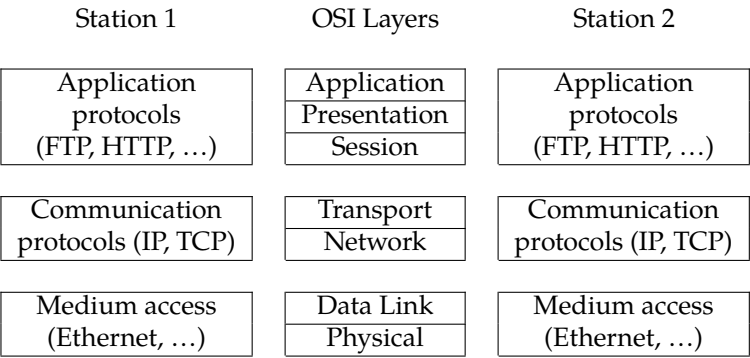 Station 1
OSI Layers
Station 2
Application
protocols
(FTP, HTTP, …)
Application
Presentation
Session
Application
protocols
(FTP, HTTP, …)
Communication
protocols (IP, TCP)
Transport
Network
Communication
protocols (IP, TCP)
Medium access
(Ethernet, …)
Data Link
Physical
Medium access
(Ethernet, …)